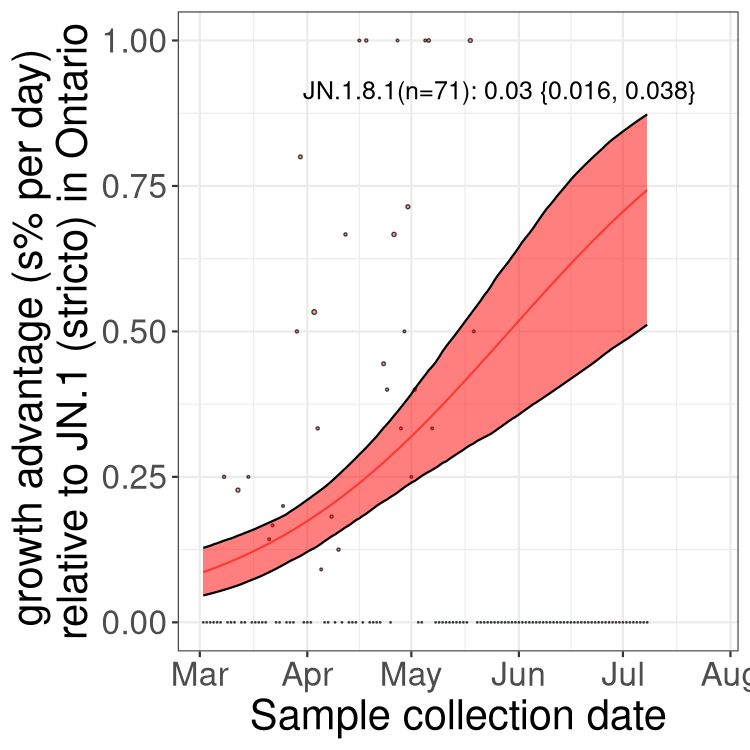 growth advantage (s% per day)
relative to JN.1 (stricto) in Ontario
1.00
0.75
0.50
0.25
0.00
JN.1.8.1(n=71): 0.03 {0.016, 0.038}
Mar Apr May Jun Jul Aug
Sample collection date